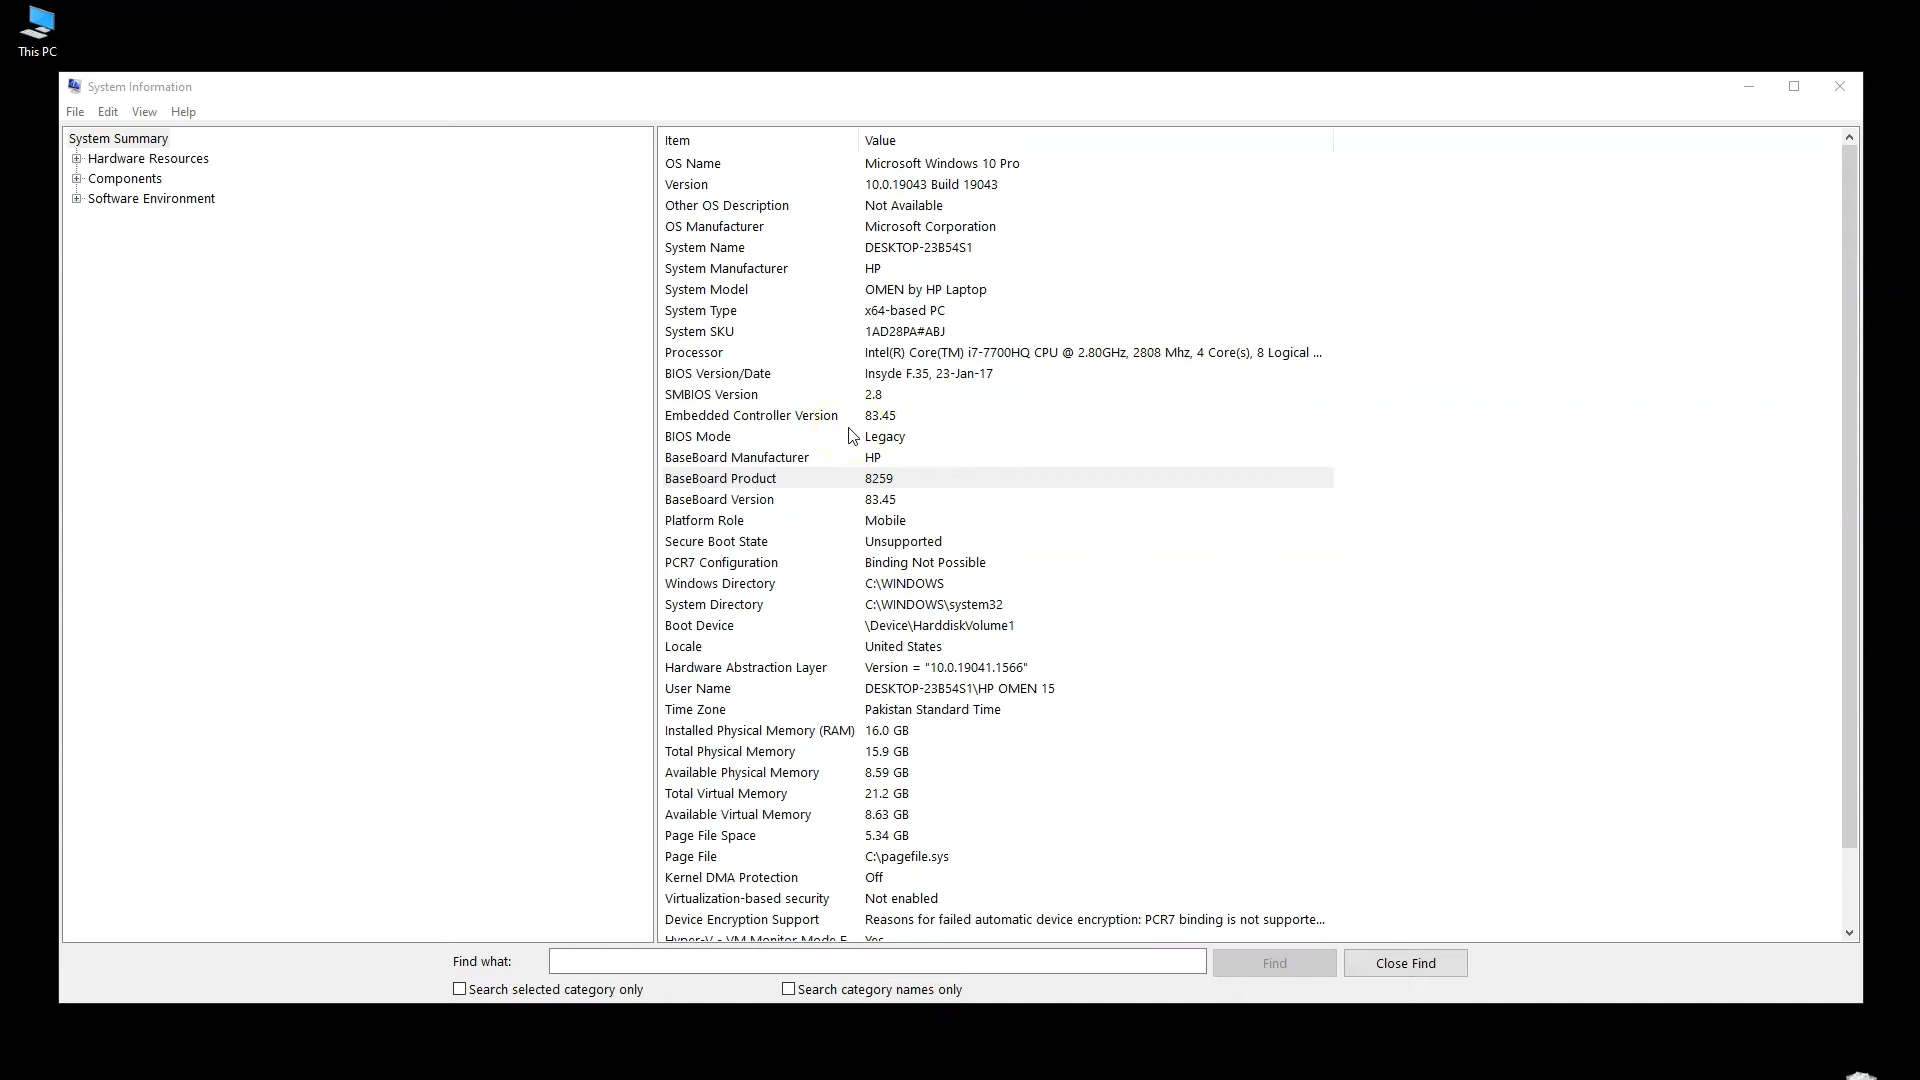 This PC
System Information
File Edit View Help
System Summary
Hardware Resources
Components
Software Environment
Item Value
OS Name Microsoft Windows 10 Pro
Version 10.0.19043 Build 19043
Other OS Description Not Available
OS Manufacturer Microsoft Corporation
System Name DESKTOP-23B54S1
System Manufacturer HP
System Model OMEN by HP Laptop
System Type x64-based PC
System SKU 1AD28PA#ABJ
Processor Intel(R) Core(TM) i7-7700HQ CPU @ 2.80GHz, 2808 Mhz, 4 Core(s), 8 Logical ...
BIOS Version/Date Insyde F.35, 23-Jan-17
SMBIOS Version 2.8
Embedded Controller Version 83.45
BIOS Mode Legacy
BaseBoard Manufacturer HP
BaseBoard Product 8259
BaseBoard Version 83.45
Platform Role Mobile
Secure Boot State Unsupported
PCR7 Configuration Binding Not Possible
Windows Directory C:\WINDOWS
System Directory C:\WINDOWS\system32
Boot Device \Device\HarddiskVolume1
Locale United States
Hardware Abstraction Layer Version = "10.0.19041.1566"
User Name DESKTOP-23B54S1\HP OMEN 15
Time Zone Pakistan Standard Time
Installed Physical Memory (RAM) 16.0 GB
Total Physical Memory 15.9 GB
Available Physical Memory 8.59 GB
Total Virtual Memory 21.2 GB
Available Virtual Memory 8.63 GB
Page File Space 5.34 GB
Page File C:\pagefile.sys
Kernel DMA Protection Off
Virtualization-based security Not enabled
Device Encryption Support Reasons for failed automatic device encryption: PCR7 binding is not supporte...
Hyper-V - VM Monitor Mode E... Yes
Find what: Find Close Find
Search selected category only Search category names only